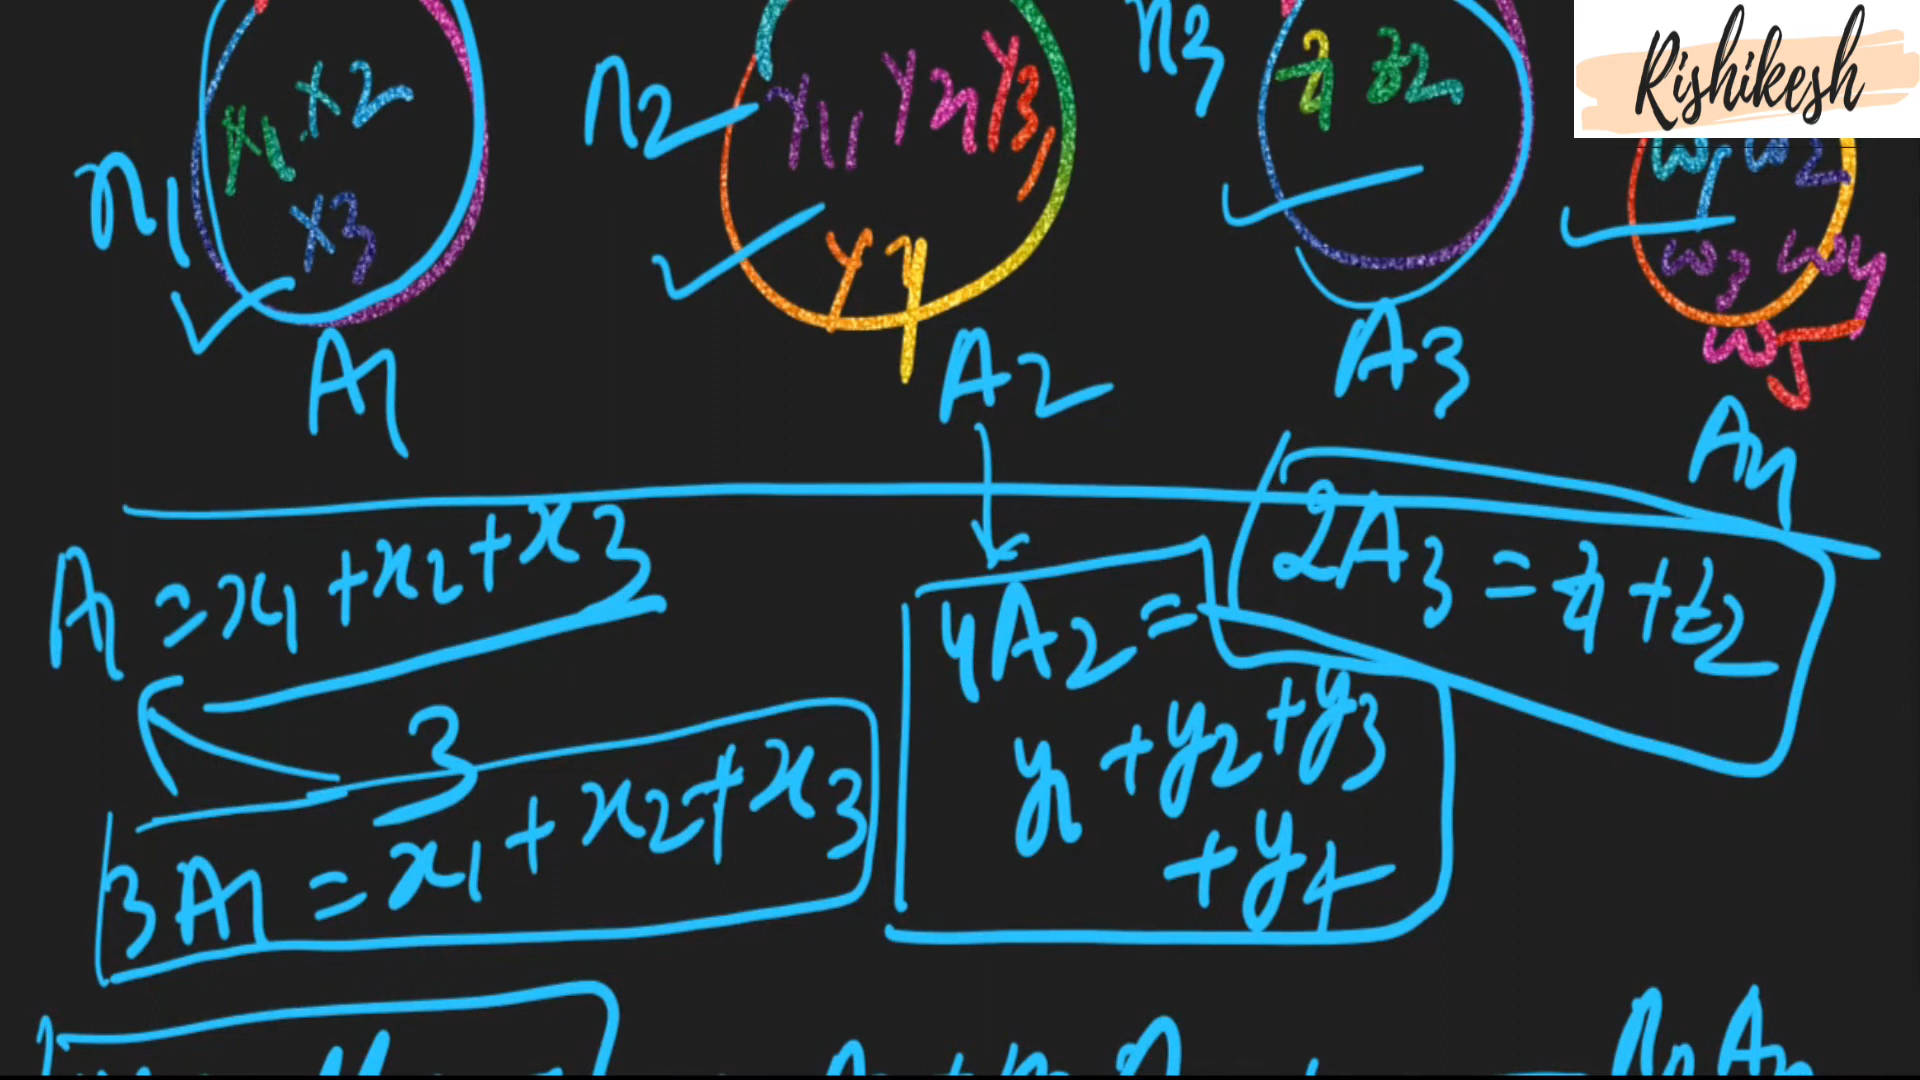 Rishikesh
n1 x1 x2 x3 A1
n2 y1 y2 y3 y4 A2
n3 z1 z2 A3
w1 w2 w3 w4 w5 An
A1 = x1 + x2 + x3
3
3A1 = x1 + x2 + x3
4A2 =
y1 + y2 + y3
+ y4
2A3 = z1 + z2
nn An